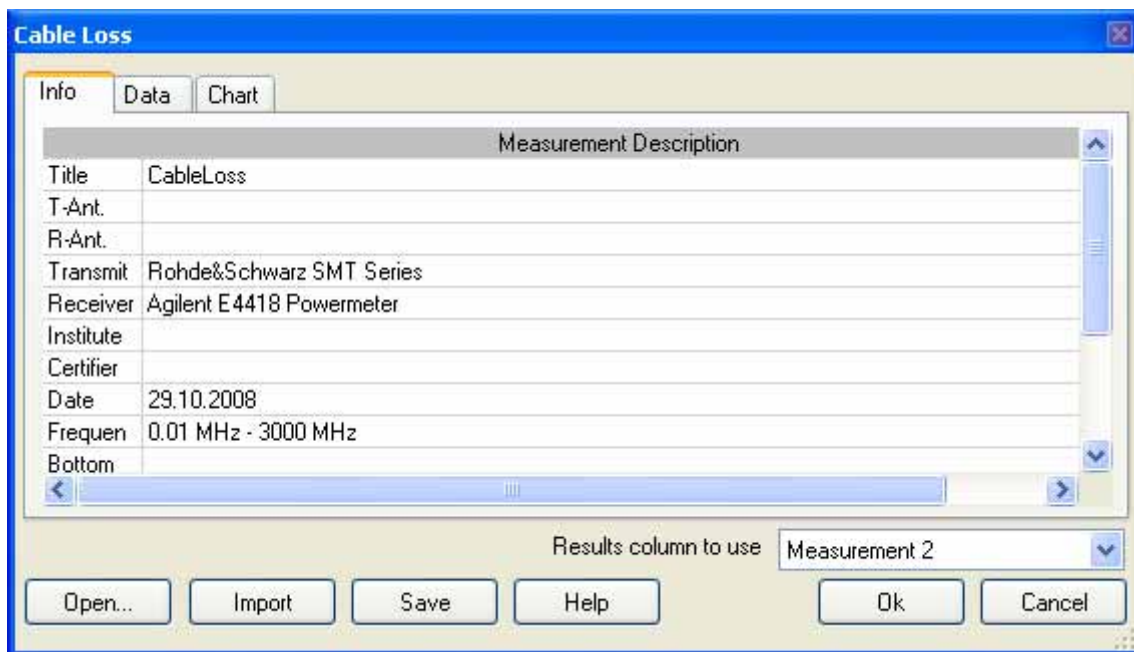 Cable Loss
Info Data Chart
Measurement Description
Title CableLoss
T-Ant.
R-Ant.
Transmit Rohde&Schwarz SMT Series
Receiver Agilent E4418 Powermeter
Institute
Certifier
Date 29.10.2008
Frequen 0.01 MHz - 3000 MHz
Bottom
Results column to use Measurement 2
Open... Import Save Help Ok Cancel